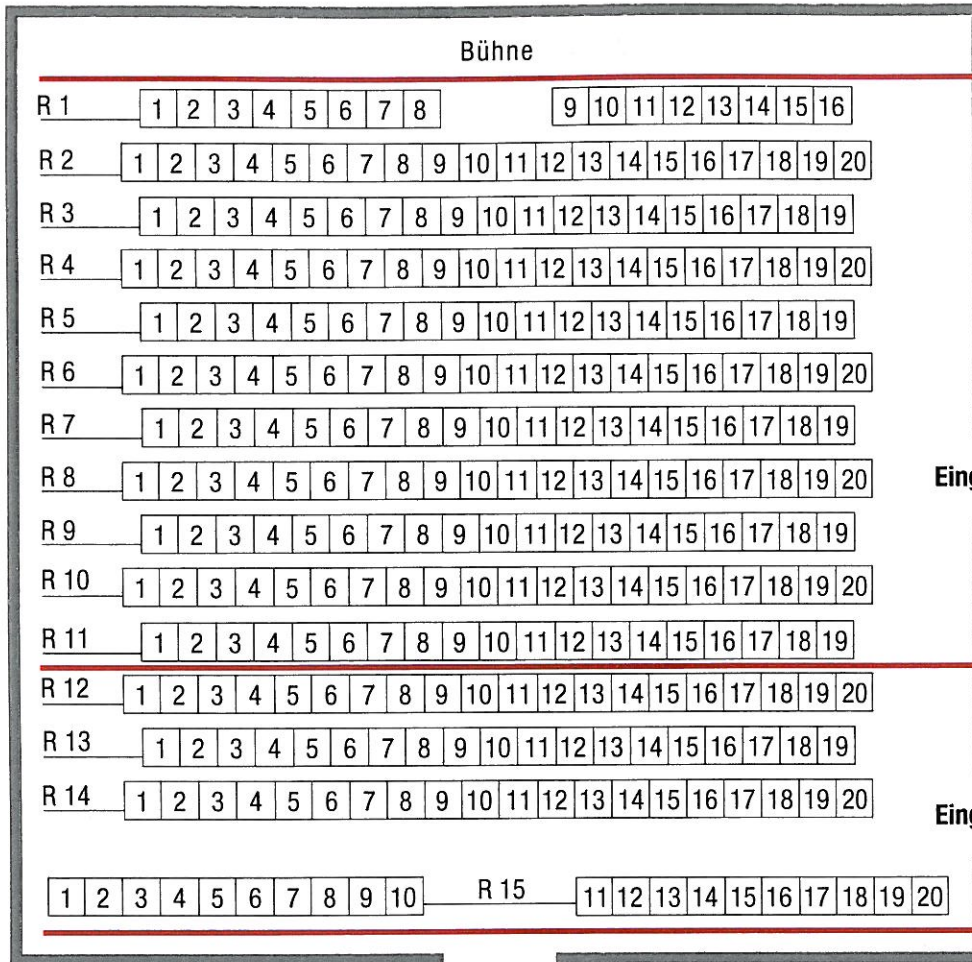 Bühne
R 1 1 2 3 4 5 6 7 8 9 10 11 12 13 14 15 16
R 2 1 2 3 4 5 6 7 8 9 10 11 12 13 14 15 16 17 18 19 20
R 3 1 2 3 4 5 6 7 8 9 10 11 12 13 14 15 16 17 18 19
R 4 1 2 3 4 5 6 7 8 9 10 11 12 13 14 15 16 17 18 19 20
R 5 1 2 3 4 5 6 7 8 9 10 11 12 13 14 15 16 17 18 19
R 6 1 2 3 4 5 6 7 8 9 10 11 12 13 14 15 16 17 18 19 20
R 7 1 2 3 4 5 6 7 8 9 10 11 12 13 14 15 16 17 18 19
R 8 1 2 3 4 5 6 7 8 9 10 11 12 13 14 15 16 17 18 19 20 Eing
R 9 1 2 3 4 5 6 7 8 9 10 11 12 13 14 15 16 17 18 19
R 10 1 2 3 4 5 6 7 8 9 10 11 12 13 14 15 16 17 18 19 20
R 11 1 2 3 4 5 6 7 8 9 10 11 12 13 14 15 16 17 18 19
R 12 1 2 3 4 5 6 7 8 9 10 11 12 13 14 15 16 17 18 19 20
R 13 1 2 3 4 5 6 7 8 9 10 11 12 13 14 15 16 17 18 19
R 14 1 2 3 4 5 6 7 8 9 10 11 12 13 14 15 16 17 18 19 20
Eing
1 2 3 4 5 6 7 8 9 10 R 15 11 12 13 14 15 16 17 18 19 20